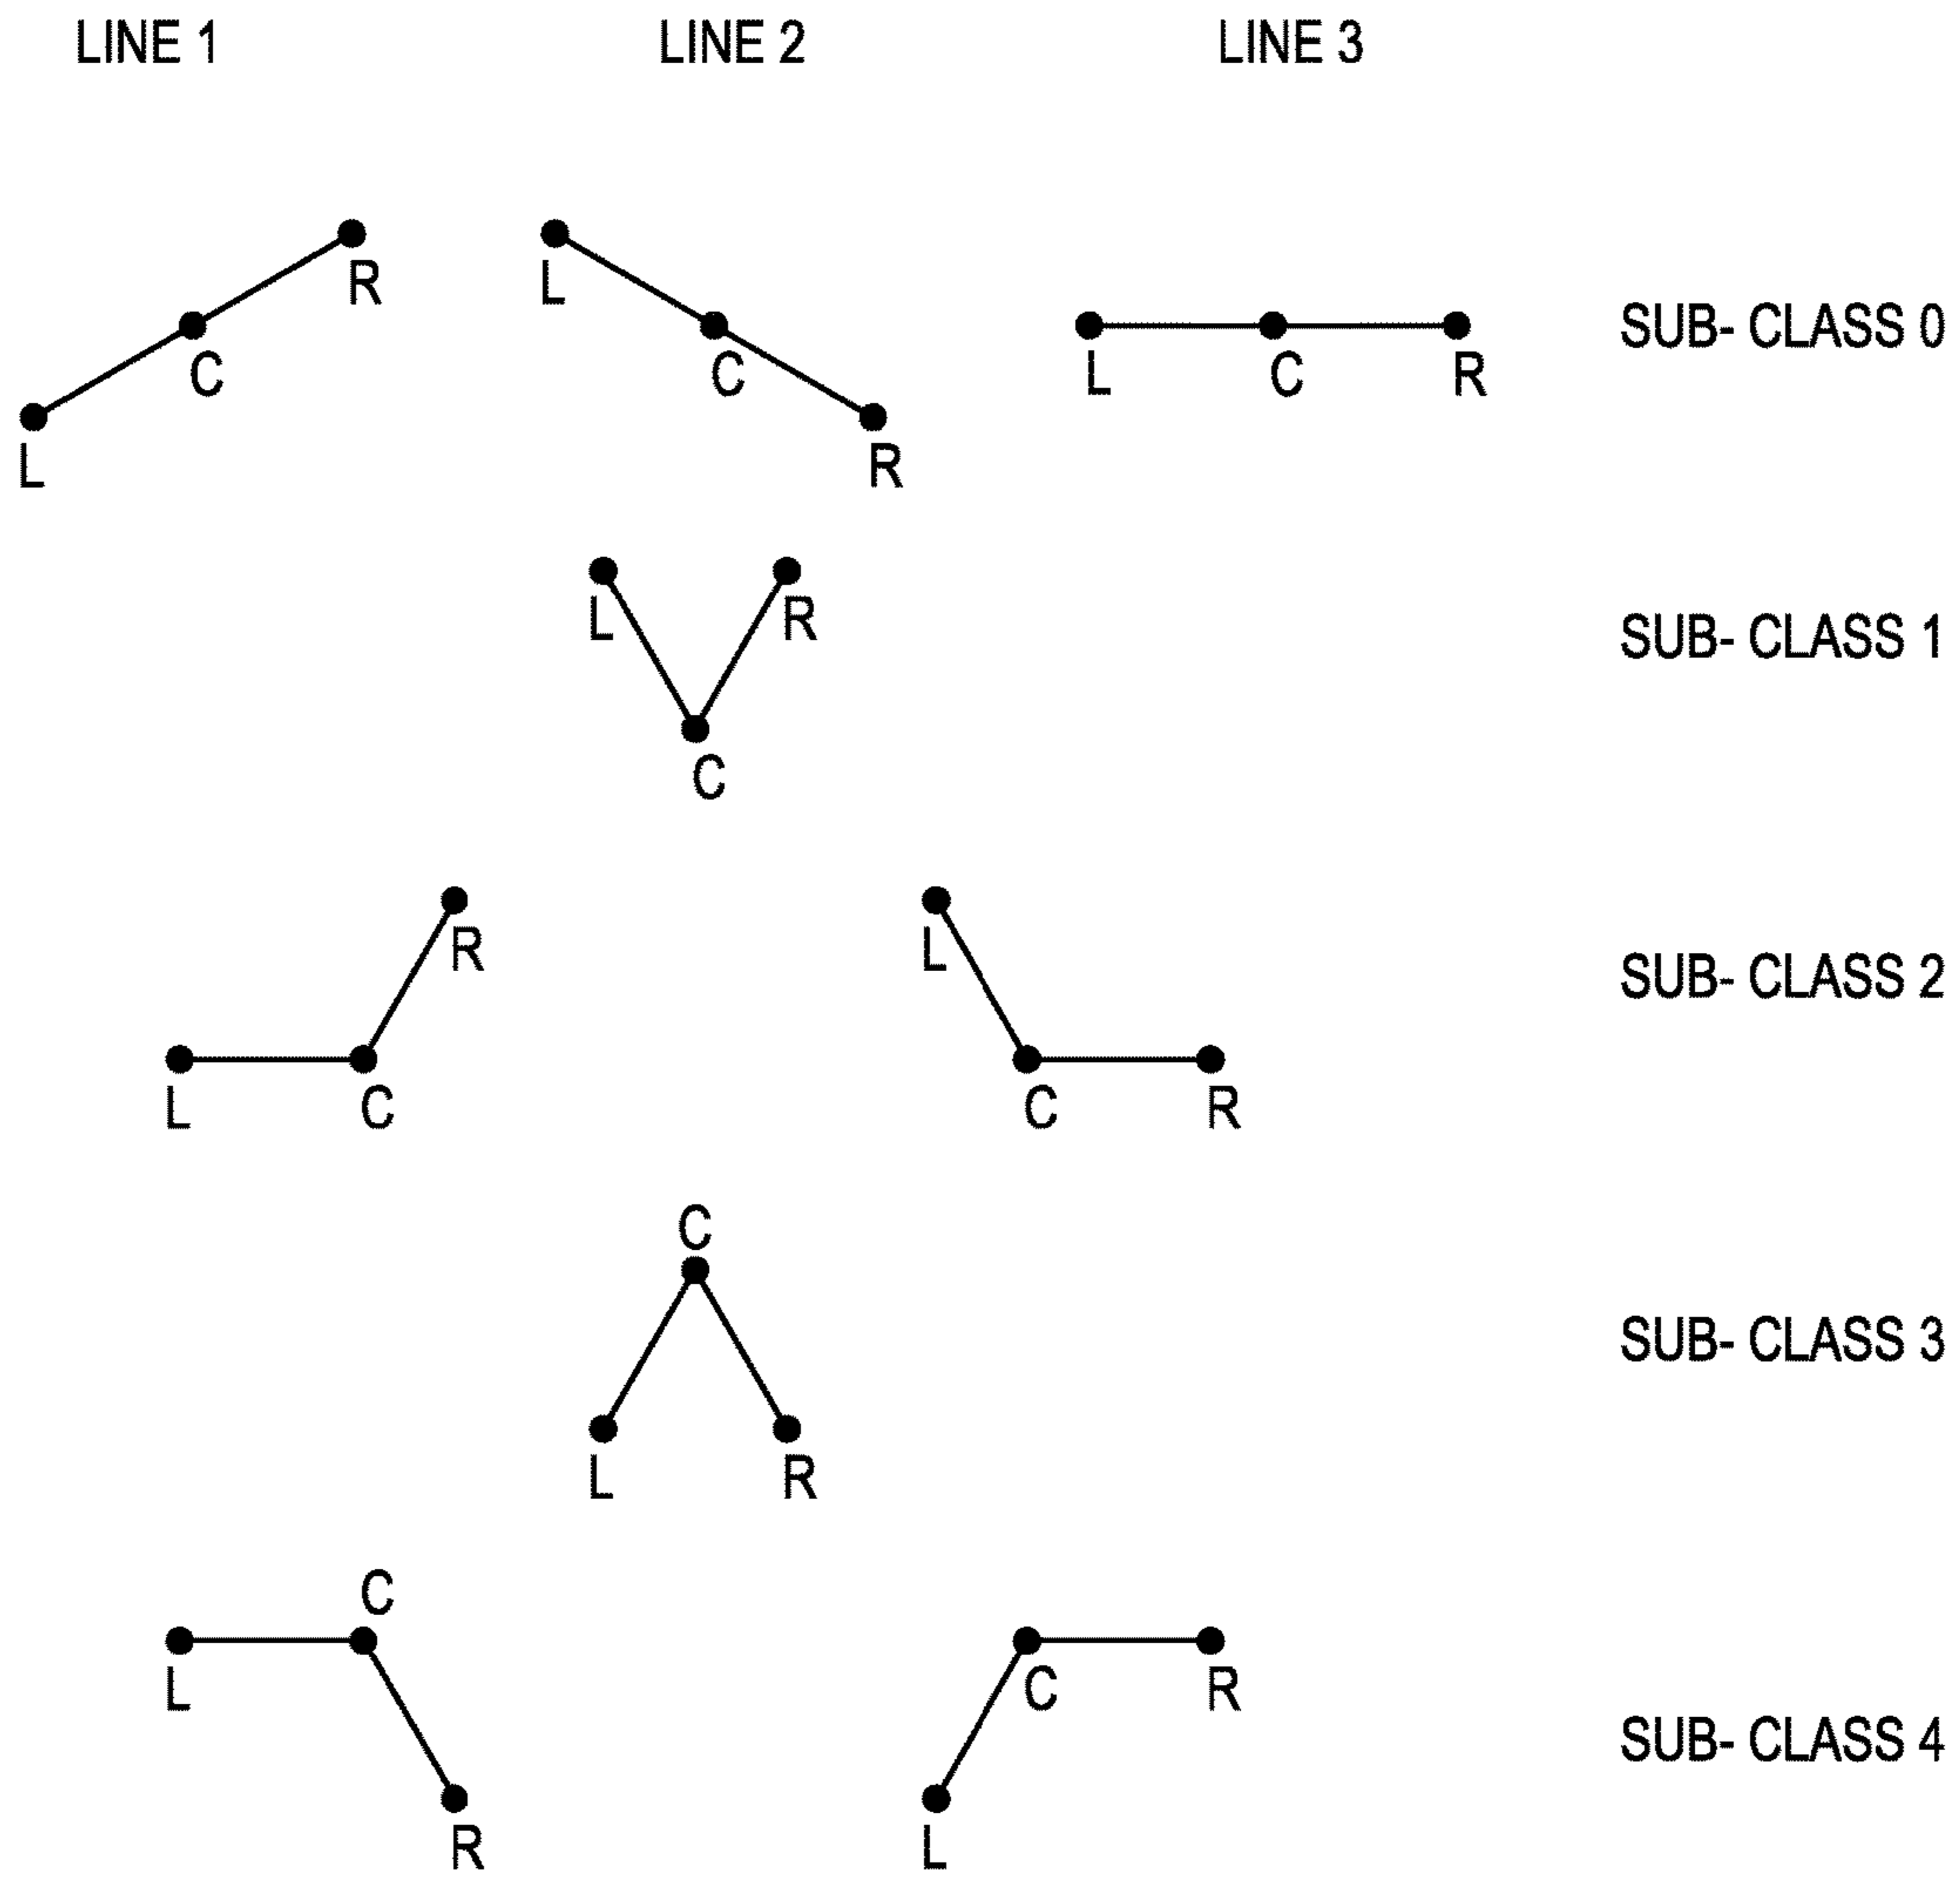 LINE 1 LINE 2 LINE 3
R L
C C L C R SUB- CLASS 0
L R
L R SUB- CLASS 1
C
R L SUB- CLASS 2
L C C R
C
SUB- CLASS 3
L R
C
L C R
SUB- CLASS 4
R L